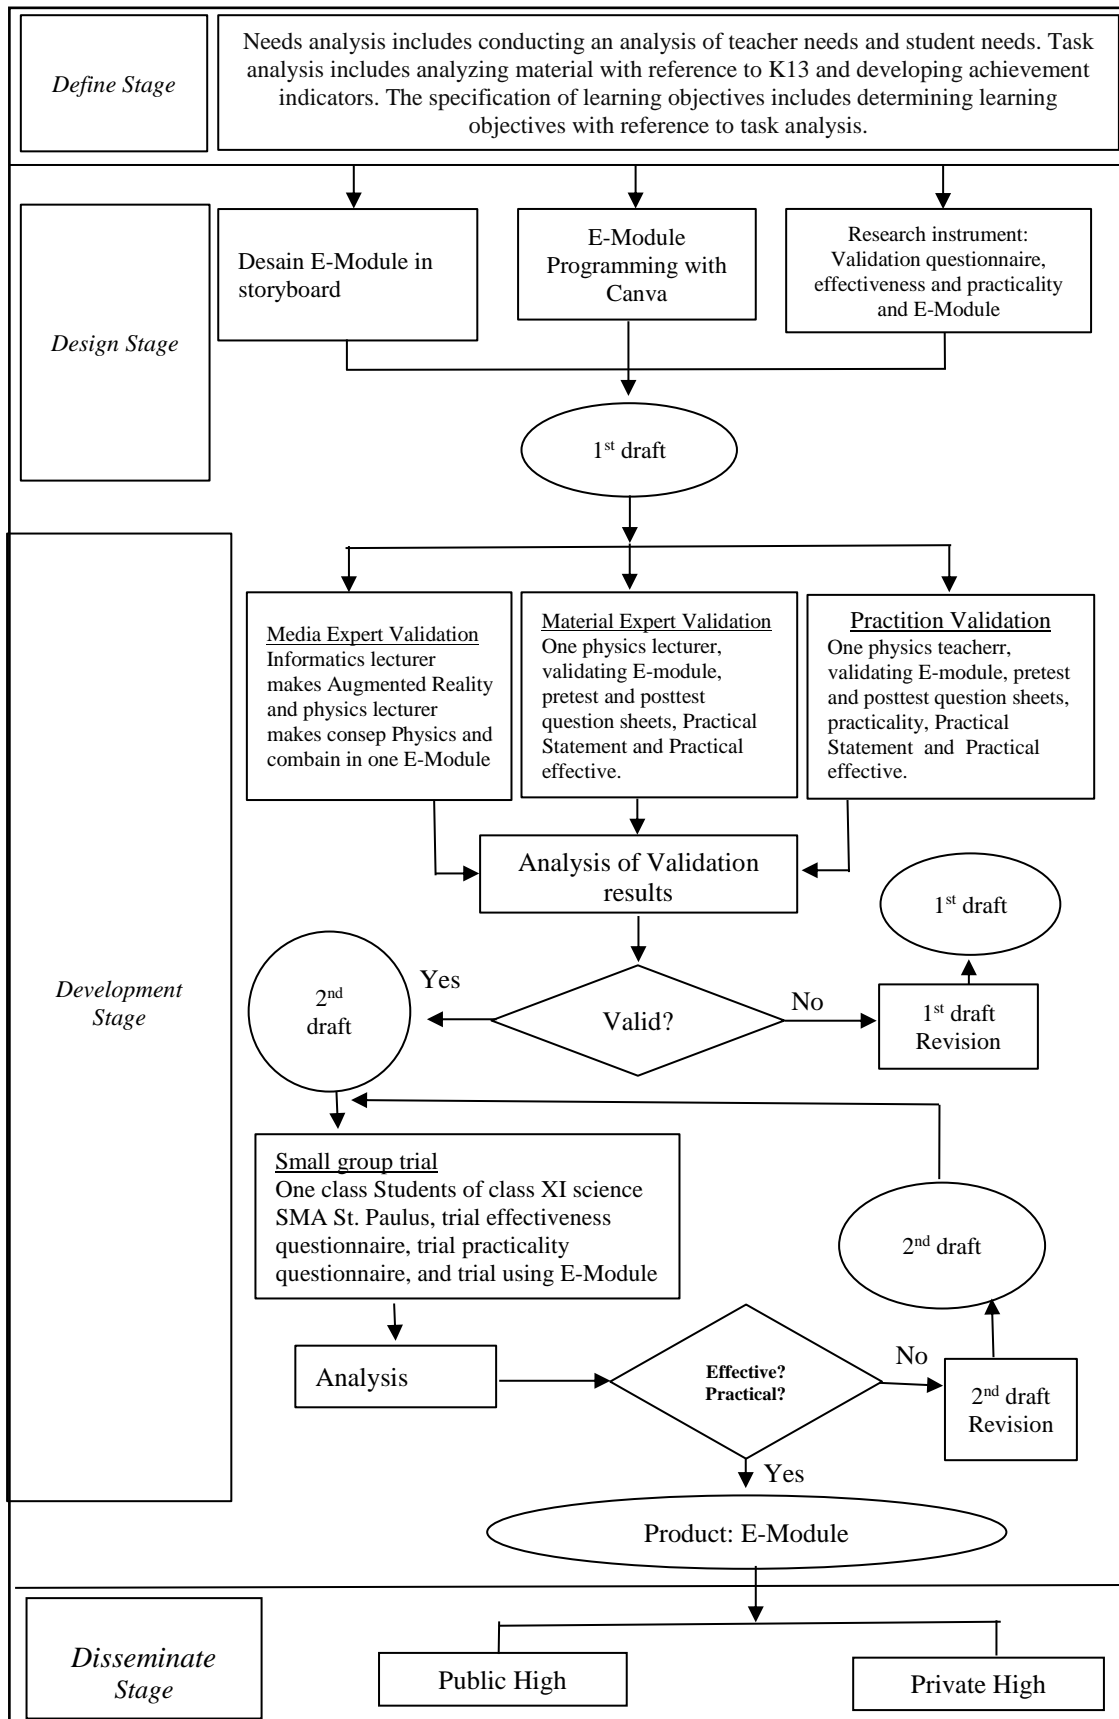 Define Stage
Needs analysis includes conducting an analysis of teacher needs and student needs. Task
analysis includes analyzing material with reference to K13 and developing achievement
indicators. The specification of learning objectives includes determining learning
objectives with reference to task analysis.
Design Stage
Desain E-Module in
storyboard
E-Module
Programming with
Canva
Research instrument:
Validation questionnaire,
effectiveness and practicality
and E-Module
1st draft
Development
Stage
Media Expert Validation
Informatics lecturer
makes Augmented Reality
and physics lecturer
makes consep Physics and
combain in one E-Module
Material Expert Validation
One physics lecturer,
validating E-module,
pretest and posttest
question sheets, Practical
Statement and Practical
effective.
Practition Validation
One physics teacherr,
validating E-module, pretest
and posttest question sheets,
practicality, Practical
Statement and Practical
effective.
Analysis of Validation
results
1st draft
2nd
draft
Yes
Valid?
No
1st draft
Revision
Small group trial
One class Students of class XI science
SMA St. Paulus, trial effectiveness
questionnaire, trial practicality
questionnaire, and trial using E-Module
2nd draft
Analysis
Effective?
Practical?
No
2nd draft
Revision
Yes
Product: E-Module
Disseminate
Stage
Public High
Private High